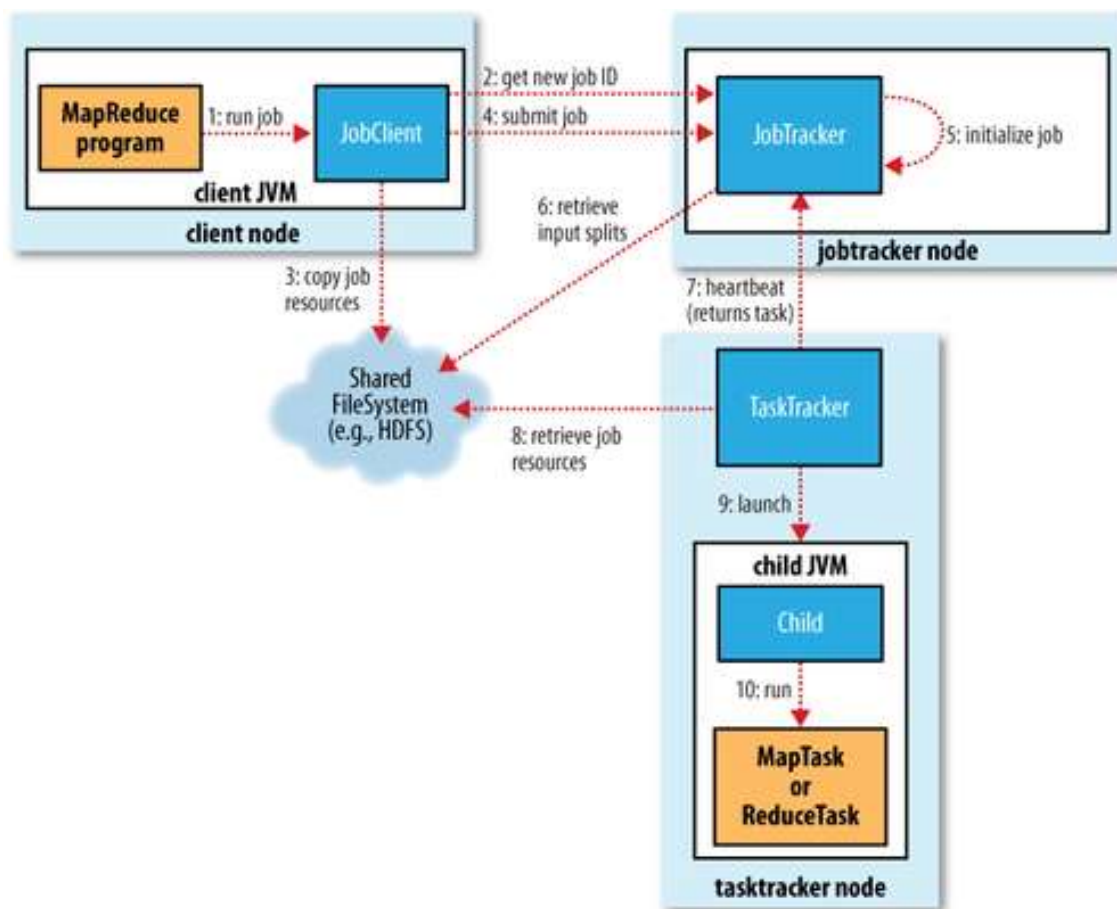 MapReduce
program
1: run job
JobClient
client JVM
client node
2: get new job ID
4: submit job
JobTracker
5: initialize job
jobtracker node
3: copy job
resources
6: retrieve
input splits
7: heartbeat
(returns task)
Shared
FileSystem
(e.g., HDFS)
8: retrieve job
resources
TaskTracker
9: launch
child JVM
Child
10: run
MapTask
or
ReduceTask
tasktracker node